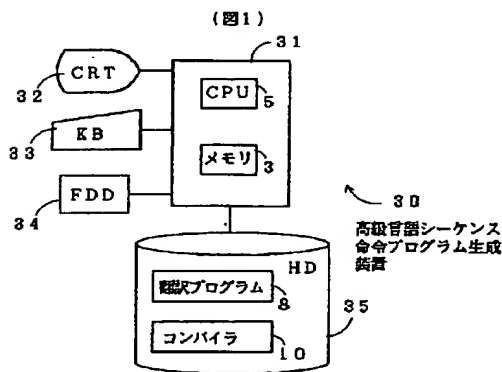 (図1)
31
CRT
32
CPU
5
KB
33
メモリ
3
FDD
34
30
高級言語シーケンス
命令プログラム生成
装置
HD
翻訳プログラム
8
35
コンパイラ
10